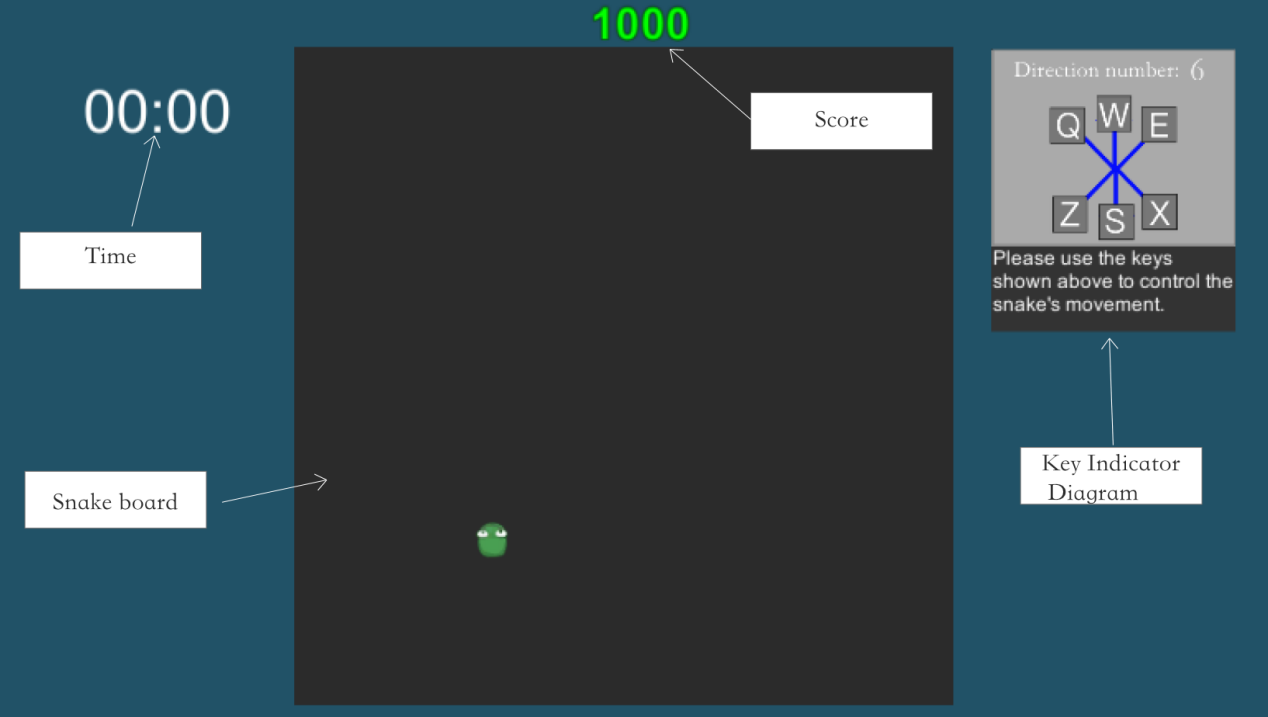 1000
Direction number: 6
00:00
Score
Q W E
Z S X
Time
Please use the keys
shown above to control the
snake's movement.
Key Indicator
Diagram
Snake board